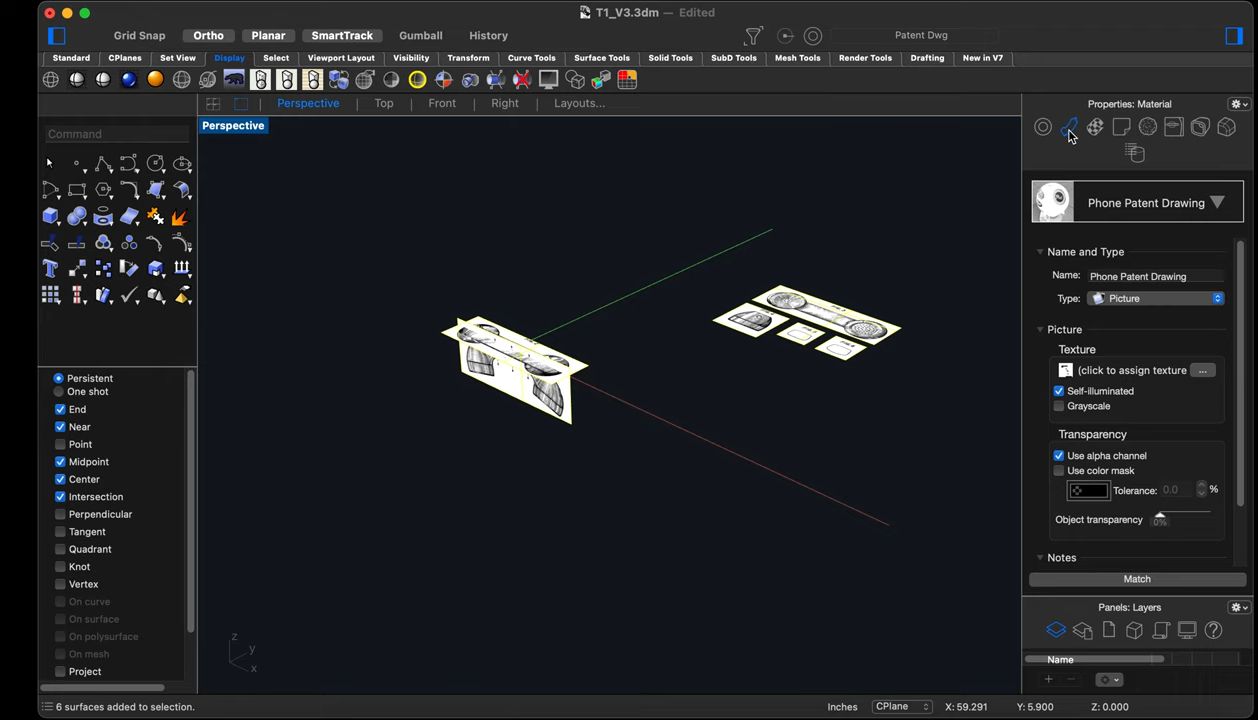 T1_V3.3dm — Edited
Grid Snap Ortho Planar SmartTrack Gumball History Patent Dwg
Standard CPlanes Set View Display Select Viewport Layout Visibility Transform Curve Tools Surface Tools Solid Tools SubD Tools Mesh Tools Render Tools Drafting New in V7
Perspective Top Front Right Layouts...
Perspective
Command
Persistent
One shot
End
Near
Point
Midpoint
Center
Intersection
Perpendicular
Tangent
Quadrant
Knot
Vertex
On curve
On surface
On polysurface
On mesh
Project
z
y
x
Properties: Material
Phone Patent Drawing
Name and Type
Name: Phone Patent Drawing
Type: Picture
Picture
Texture
(click to assign texture ...
Self-illuminated
Grayscale
Transparency
Use alpha channel
Use color mask
Tolerance: 0.0 %
Object transparency 0%
Notes
Match
Panels: Layers
Name
6 surfaces added to selection. Inches CPlane X: 59.291 Y: 5.900 Z: 0.000